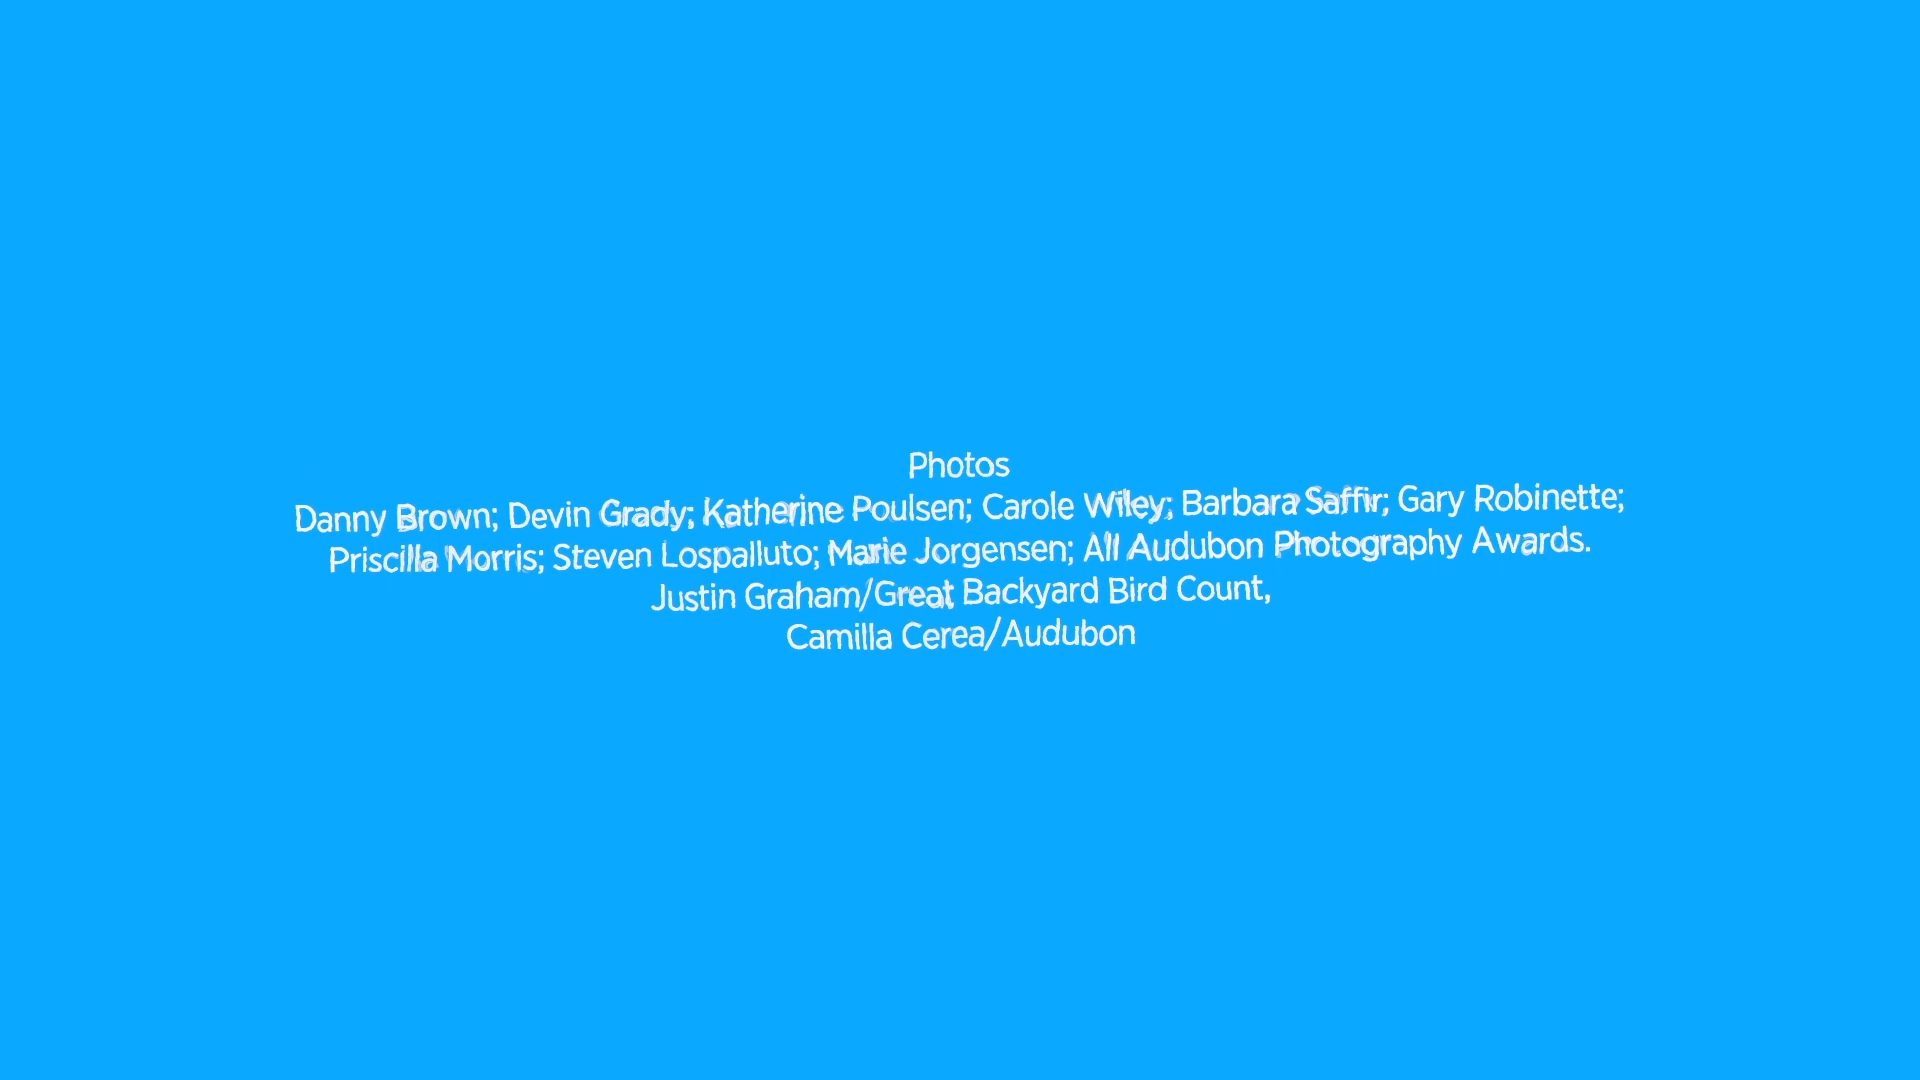 Photos
Danny Brown; Devin Grady; Katherine Poulsen; Carole Wiley; Barbara Saffir; Gary Robinette;
Priscilla Morris; Steven Lospalluto; Marie Jorgensen; All Audubon Photography Awards.
Justin Graham/Great Backyard Bird Count,
Camilla Cerea/Audubon